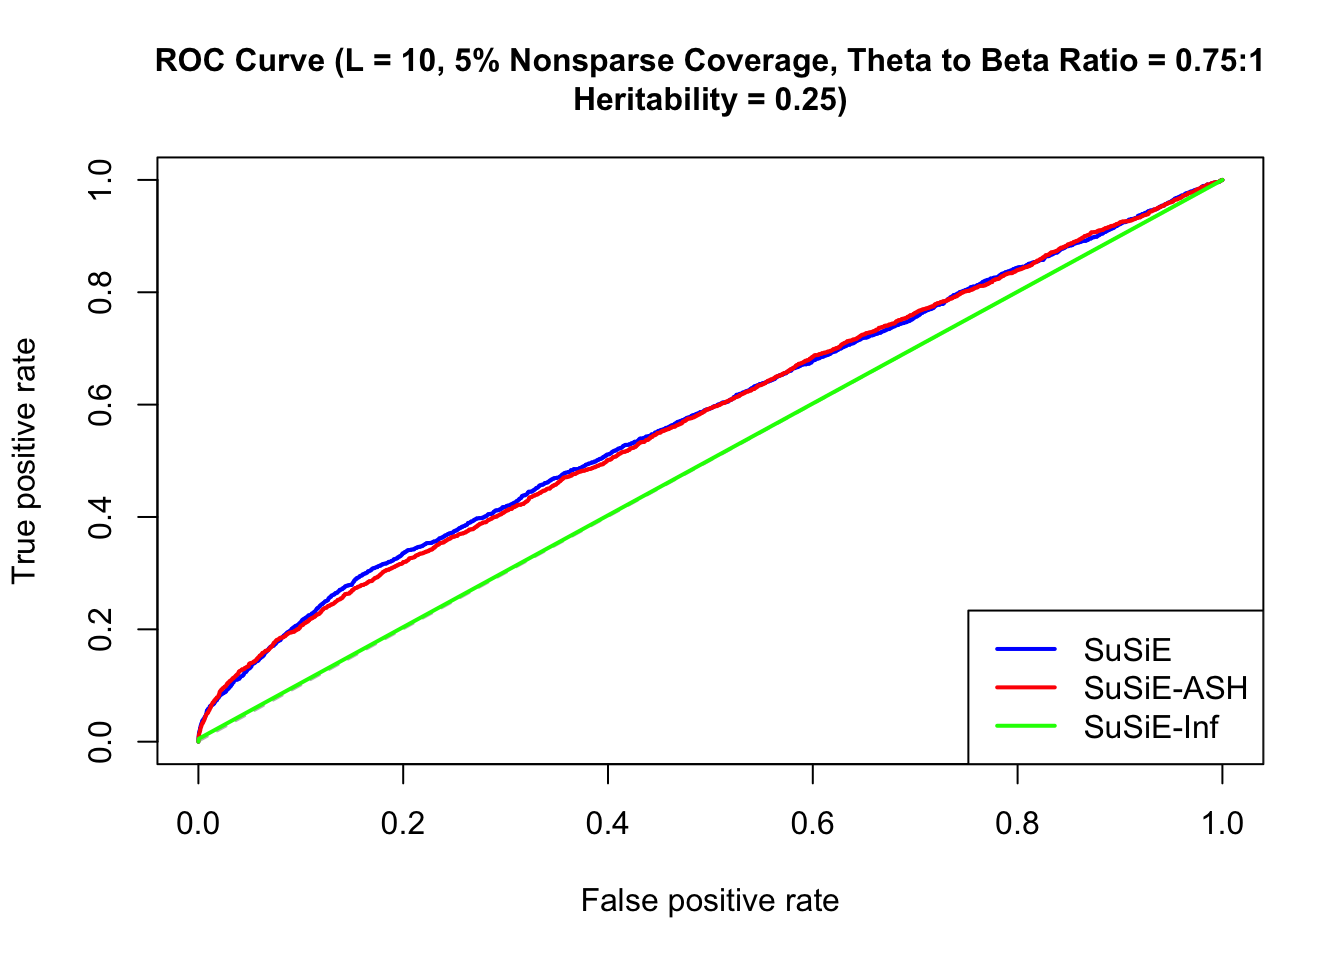 ROC Curve (L = 10, 5% Nonsparse Coverage, Theta to Beta Ratio = 0.75:1
Heritability = 0.25)
True positive rate
1.0
0.8
0.6
0.4
0.2
0.0
SuSiE
SuSiE-ASH
SuSiE-Inf
0.0 0.2 0.4 0.6 0.8 1.0
False positive rate